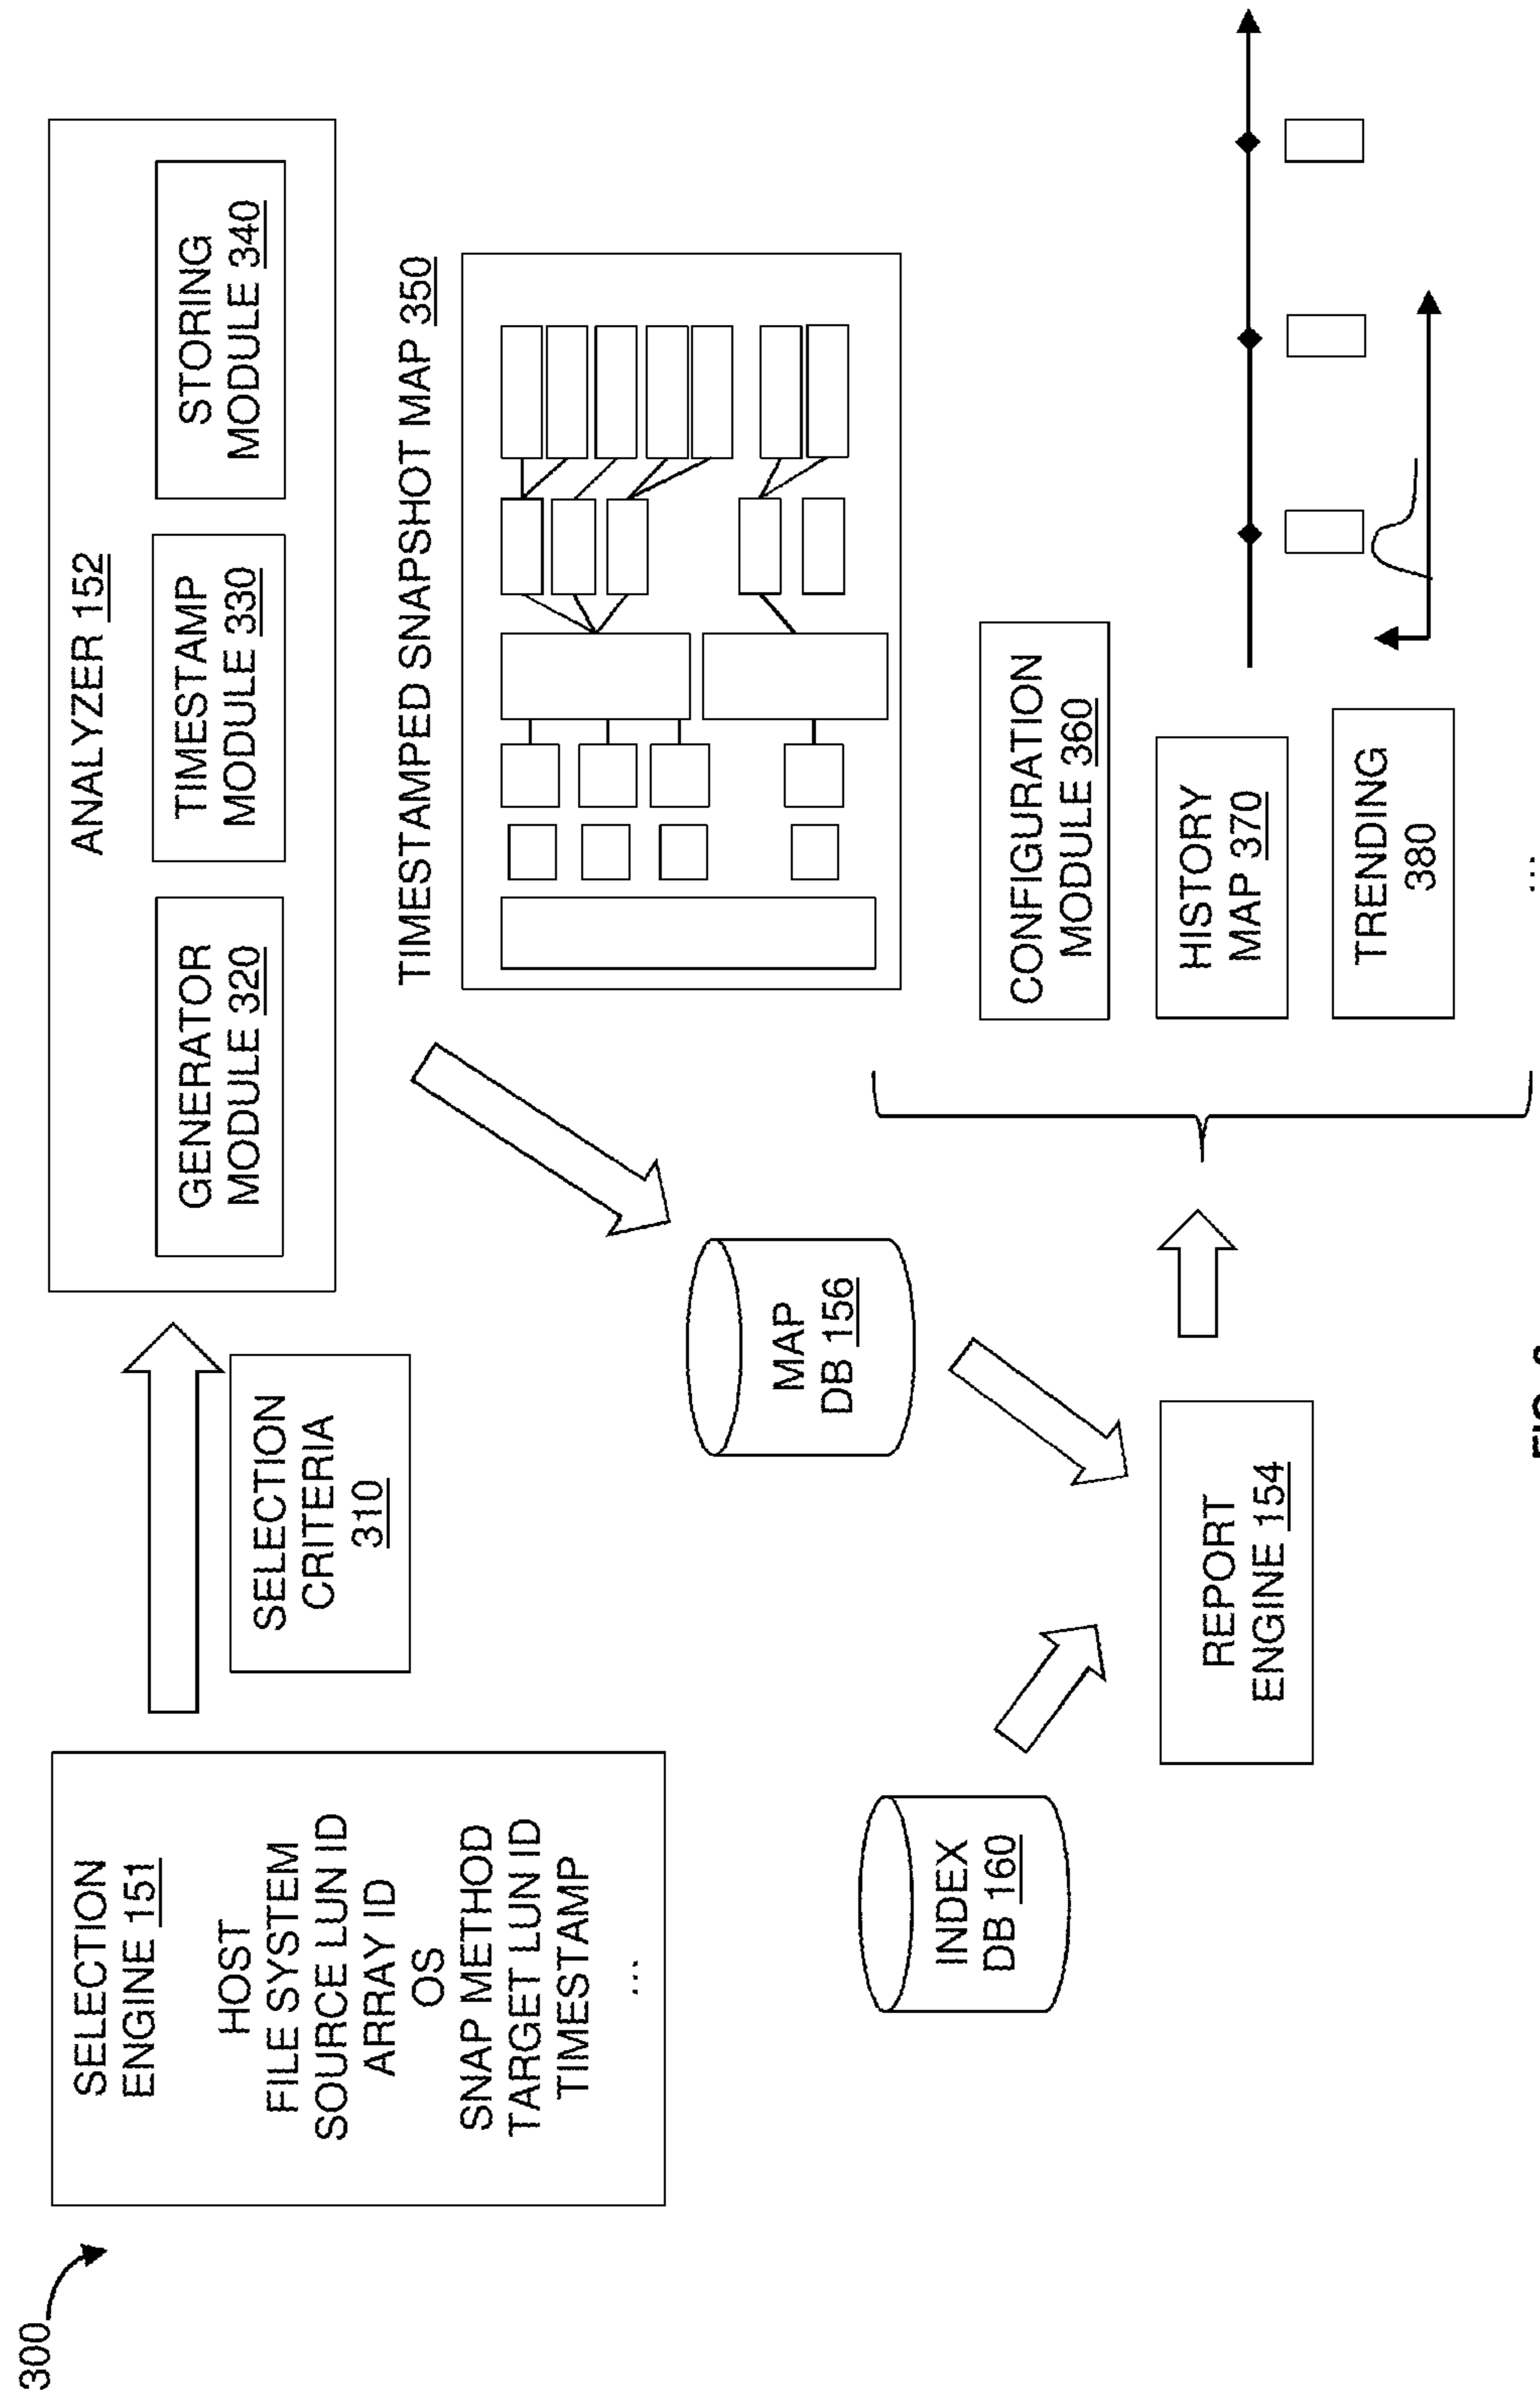 300
SELECTION
ENGINE 151
HOST
FILE SYSTEM
SOURCE LUN ID
ARRAY ID
OS
SNAP METHOD
TARGET LUN ID
TIMESTAMP
...
SELECTION
CRITERIA
310
ANALYZER 152
GENERATOR
MODULE 320
TIMESTAMP
MODULE 330
STORING
MODULE 340
TIMESTAMPED SNAPSHOT MAP 350
MAP
DB 156
INDEX
DB 160
REPORT
ENGINE 154
CONFIGURATION
MODULE 360
HISTORY
MAP 370
TRENDING
380
...